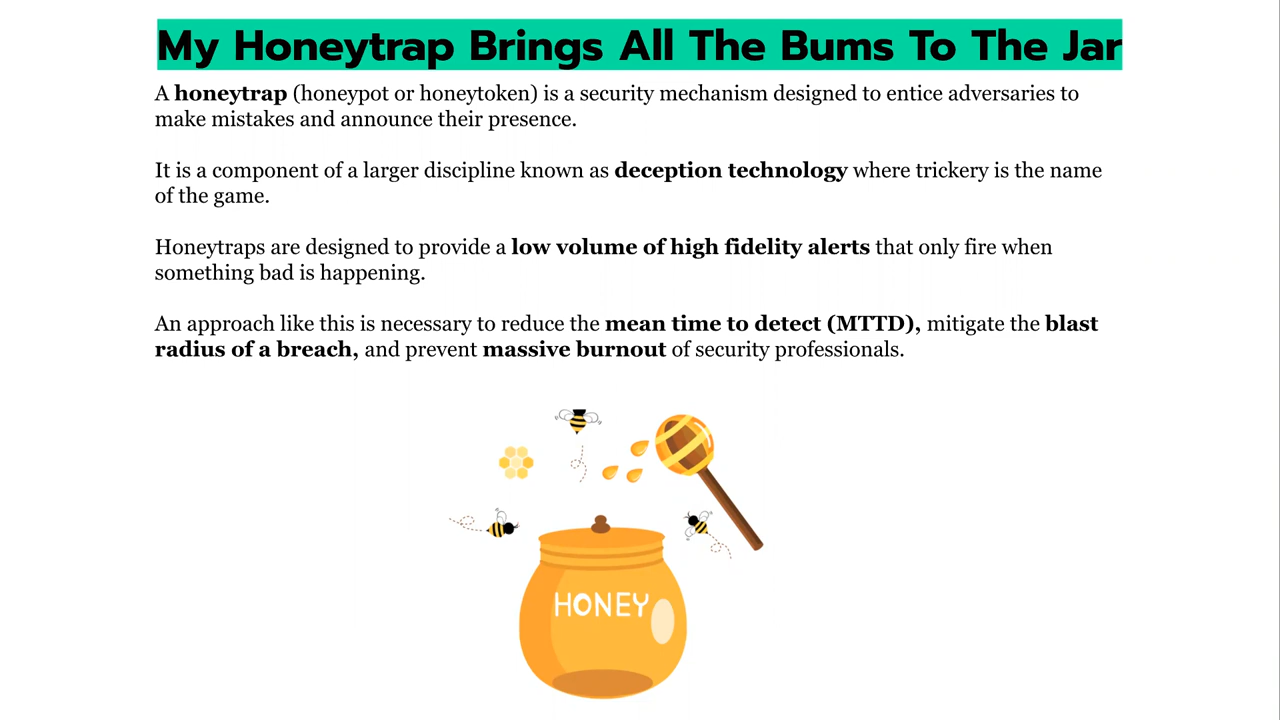 My Honeytrap Brings All The Bums To The Jar
A honeytrap (honeypot or honeytoken) is a security mechanism designed to entice adversaries to
make mistakes and announce their presence.
It is a component of a larger discipline known as deception technology where trickery is the name
of the game.
Honeytraps are designed to provide a low volume of high fidelity alerts that only fire when
something bad is happening.
An approach like this is necessary to reduce the mean time to detect (MTTD), mitigate the blast
radius of a breach, and prevent massive burnout of security professionals.
HONEY